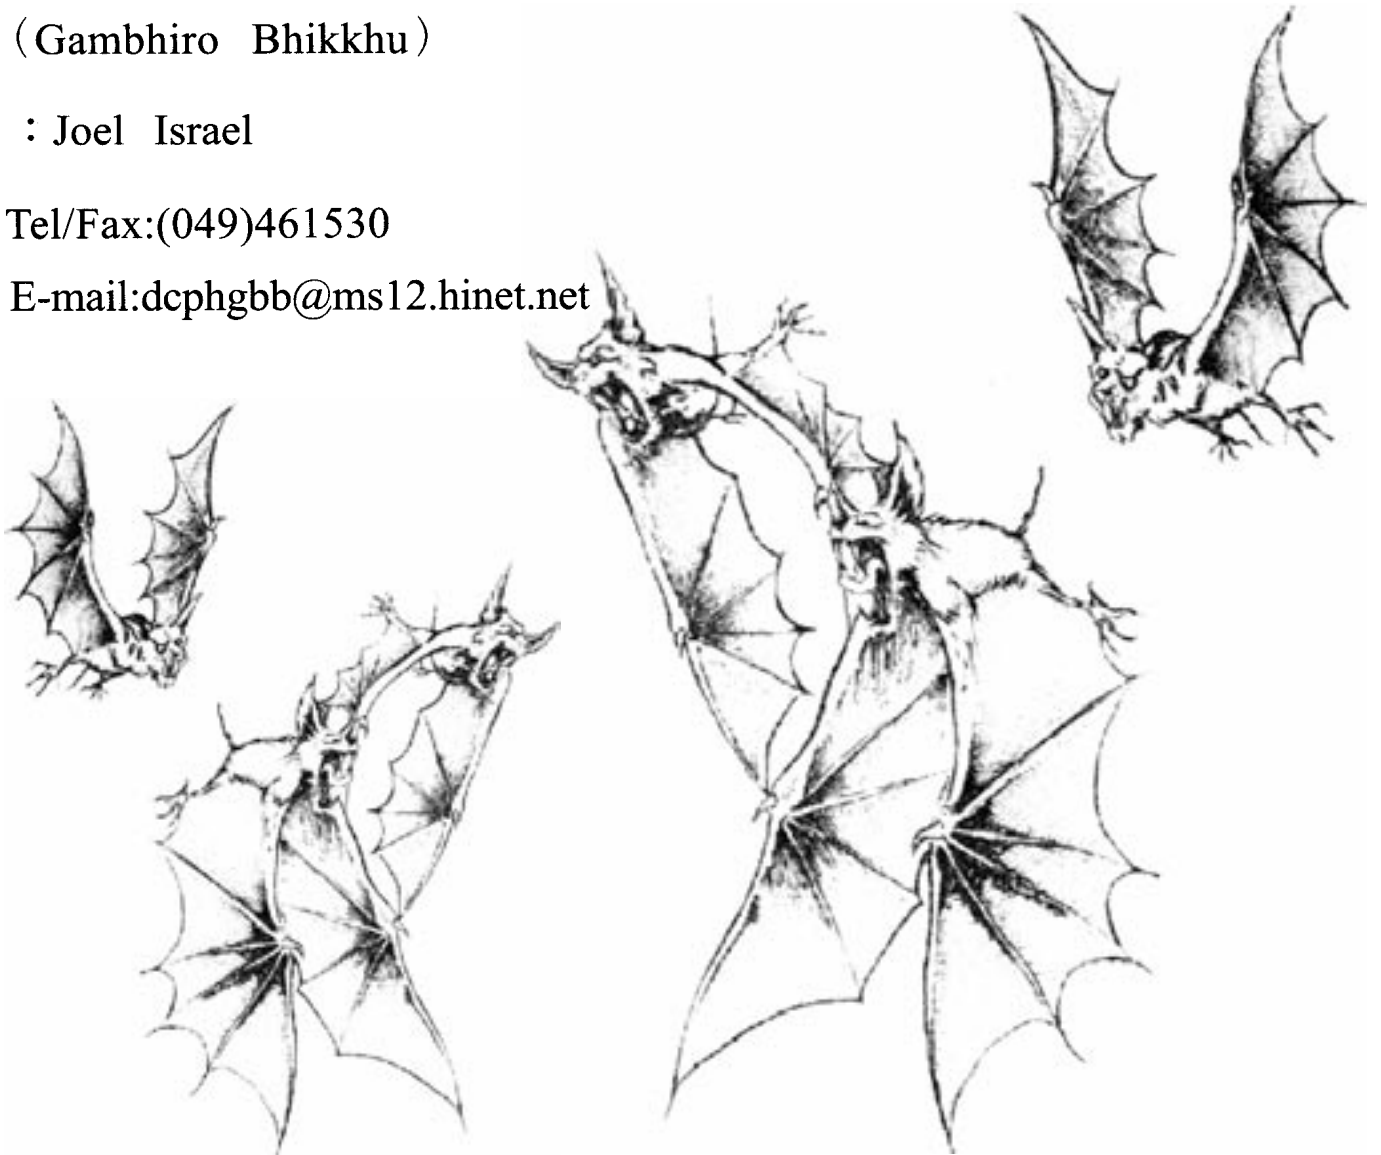 （Gambhiro Bhikkhu）
：Joel Israel
Tel/Fax:(049)461530
E-mail:dcphgbb@ms12.hinet.net